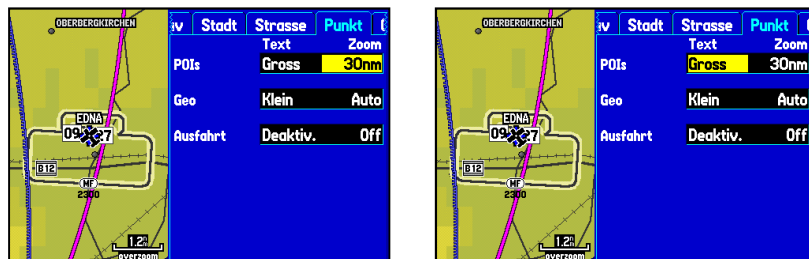 OBERBERGKIRCHEN
iv Stadt Strasse Punkt
Text Zoom
POIs Gross 30nm
Geo Klein Auto
EDNA
09 27
Ausfahrt Deaktiv. Off
B12
MF
2300
1.2
overzoom
OBERBERGKIRCHEN
iv Stadt Strasse Punkt
Text Zoom
POIs Gross 30nm
Geo Klein Auto
EDNA
09 27
Ausfahrt Deaktiv. Off
B12
MF
2300
1.2
overzoom